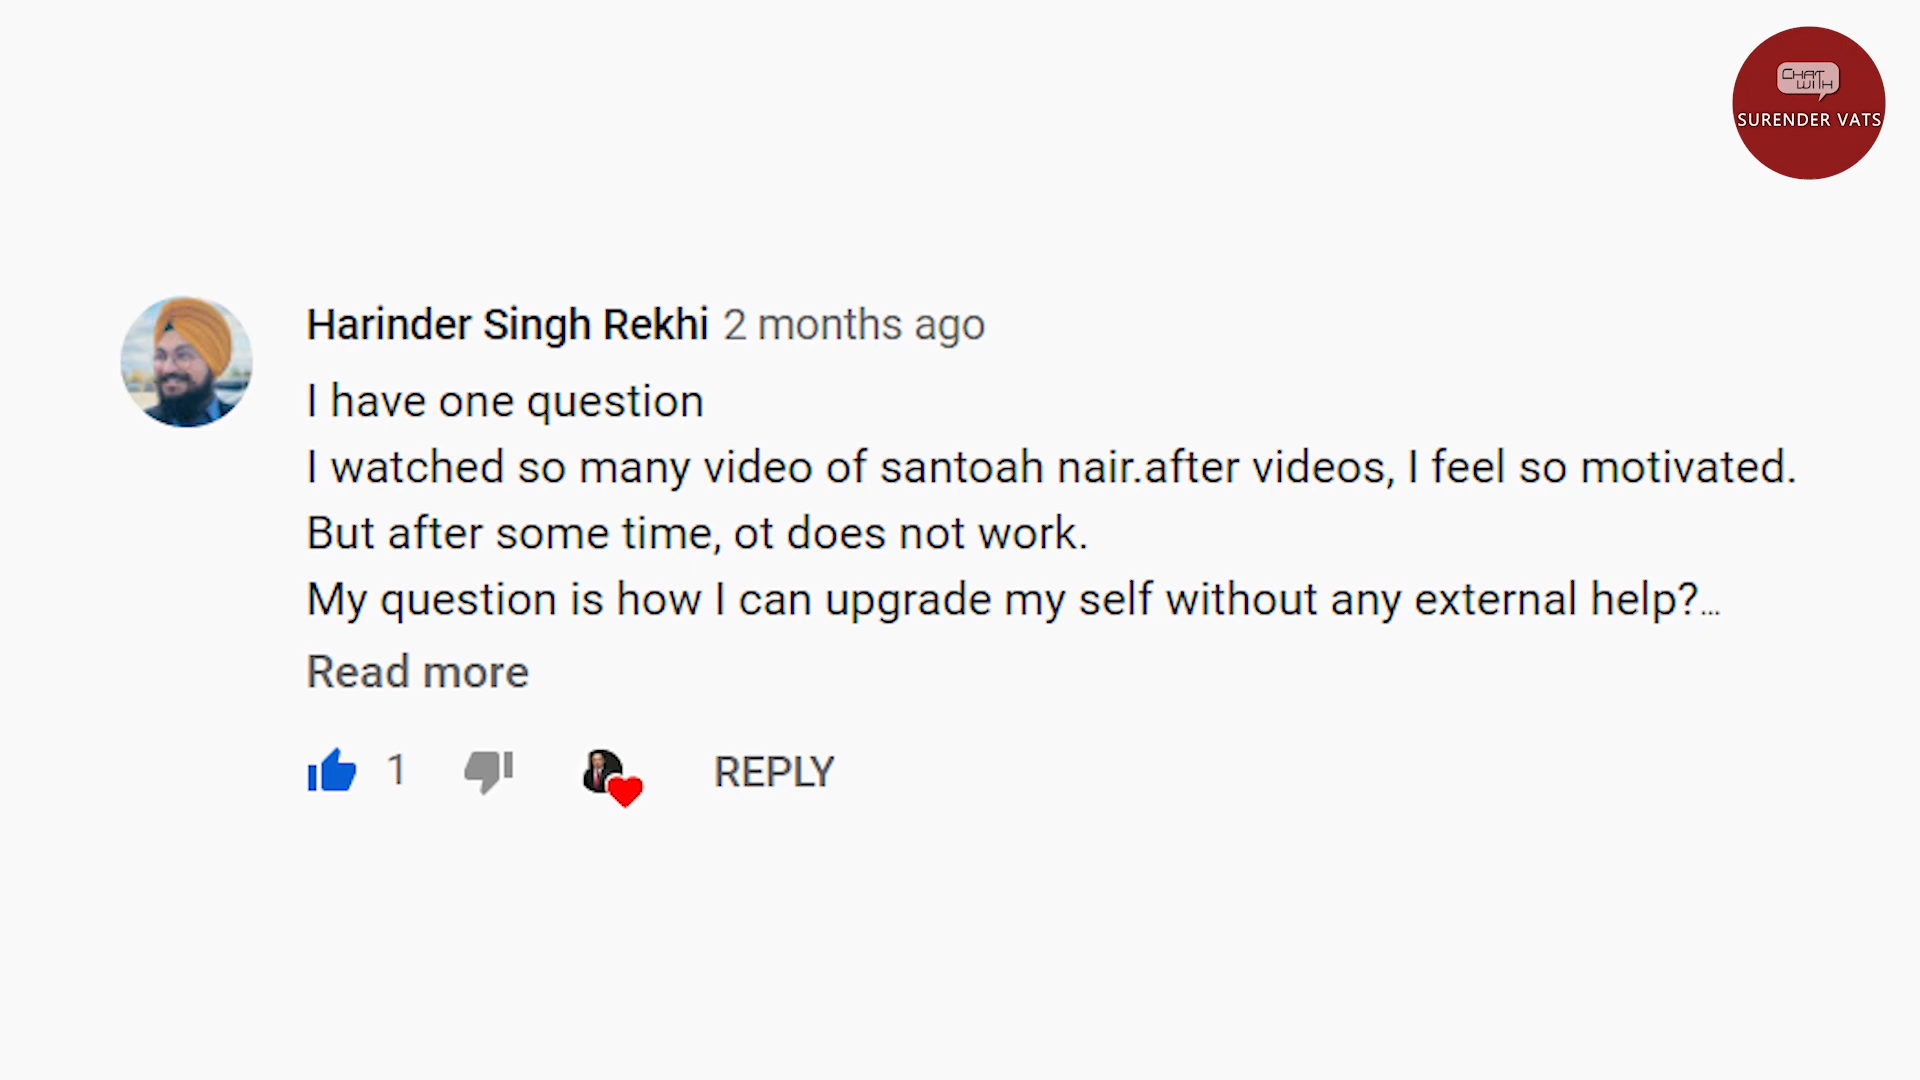 CHAT
WITH
SURENDER VATS
Harinder Singh Rekhi 2 months ago
I have one question
I watched so many video of santoah nair.after videos, I feel so motivated.
But after some time, ot does not work.
My question is how I can upgrade my self without any external help?...
Read more
1 REPLY